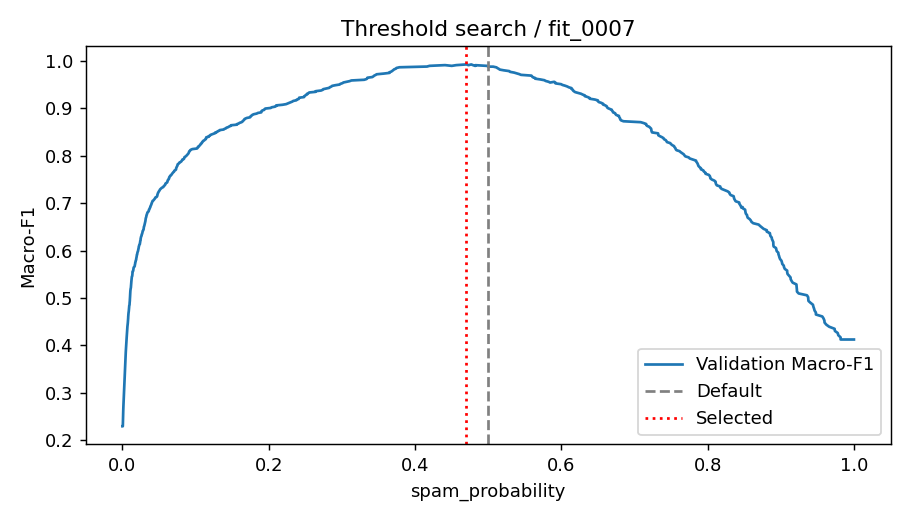 Threshold search / fit_0007
Macro-F1
1.0
0.9
0.8
0.7
0.6
0.5
0.4
0.3
0.2
Validation Macro-F1
Default
Selected
0.0 0.2 0.4 0.6 0.8 1.0
spam_probability